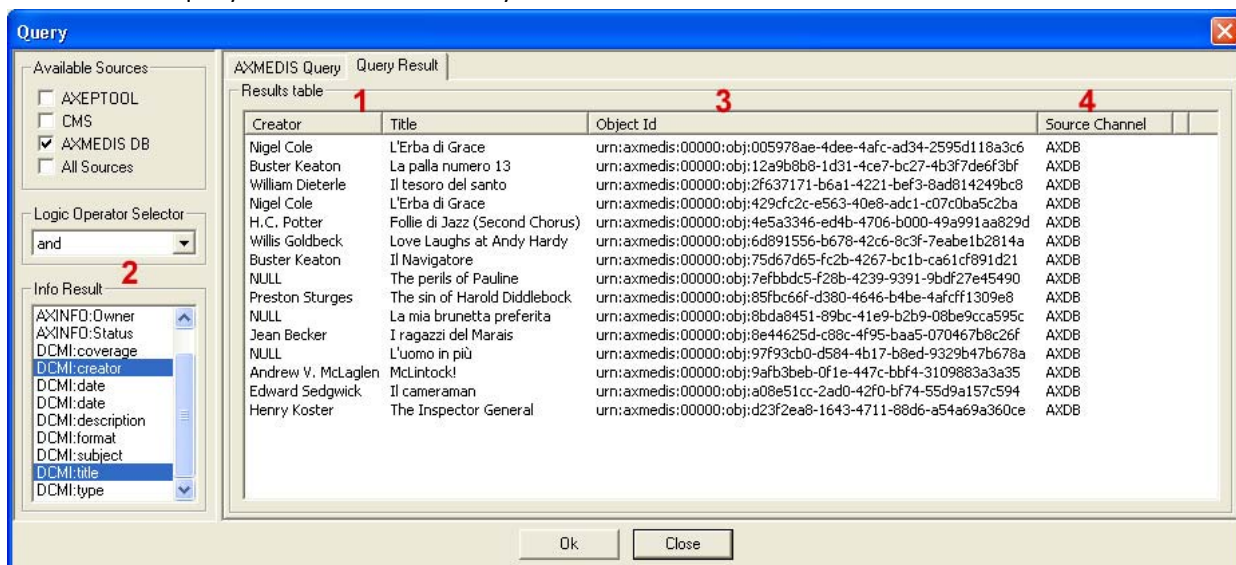 Query
Available Sources
AXEPTOOL
CMS
AXMEDIS DB
All Sources
Logic Operator Selector
and
2
Info Result
AXINFO:Owner
AXINFO:Status
DCMI:coverage
DCMI:creator
DCMI:date
DCMI:date
DCMI:description
DCMI:format
DCMI:subject
DCMI:title
DCMI:type
AXMEDIS Query Query Result
Results table
1 3 4
Creator Title Object Id Source Channel
Nigel Cole L'Erba di Grace urn:axmedis:00000:obj:005978ae-4dee-4afc-ad34-2595d118a3c6 AXDB
Buster Keaton La palla numero 13 urn:axmedis:00000:obj:12a9b8b8-1d31-4ce7-bc27-4b3f7de6f3bf AXDB
William Dieterle Il tesoro del santo urn:axmedis:00000:obj:2f637171-b6a1-4221-bef3-8ad814249bc8 AXDB
Nigel Cole L'Erba di Grace urn:axmedis:00000:obj:429cfc2c-e563-40e8-adc1-c07c0ba5c2ba AXDB
H.C. Potter Follie di Jazz (Second Chorus) urn:axmedis:00000:obj:4e5a3346-ed4b-4706-b000-49a991aa829d AXDB
Willis Goldbeck Love Laughs at Andy Hardy urn:axmedis:00000:obj:6d891556-b678-42c6-8c3f-7eabe1b2814a AXDB
Buster Keaton Il Navigatore urn:axmedis:00000:obj:75d67d65-fc2b-4267-bc1b-ca61cf891d21 AXDB
NULL The perils of Pauline urn:axmedis:00000:obj:7efbbdc5-f28b-4239-9391-9bdf27e45490 AXDB
Preston Sturges The sin of Harold Diddlebock urn:axmedis:00000:obj:85fbc66f-d380-4646-b4be-4afcff1309e8 AXDB
NULL La mia brunetta preferita urn:axmedis:00000:obj:8bda8451-89bc-41e9-b2b9-08be9cca595c AXDB
Jean Becker I ragazzi del Marais urn:axmedis:00000:obj:8e44625d-c88c-4f95-baa5-070467b8c26f AXDB
NULL L'uomo in più urn:axmedis:00000:obj:97f93cb0-d584-4b17-b8ed-9329b47b678a AXDB
Andrew V. McLaglen McLintock! urn:axmedis:00000:obj:9afb3beb-0f1e-447c-bbf4-3109883a3a35 AXDB
Edward Sedgwick Il cameraman urn:axmedis:00000:obj:a08e51cc-2ad0-42f0-bf74-55d9a157c594 AXDB
Henry Koster The Inspector General urn:axmedis:00000:obj:d23f2ea8-1643-4711-88d6-a54a69a360ce AXDB
Ok Close